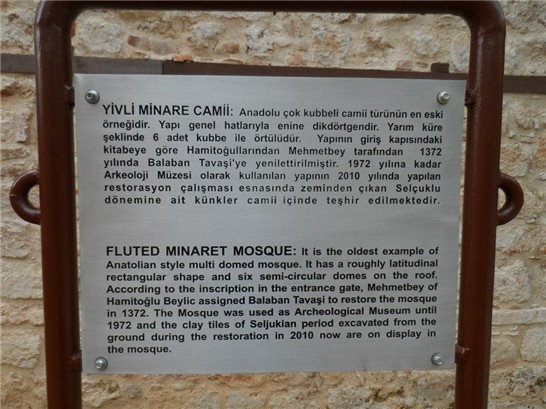 YİVLİ MİNARE CAMİİ: Anadolu çok kubbeli camii türünün en eski
örneğidir. Yapı genel hatlarıyla enine dikdörtgendir. Yarım küre
şeklinde 6 adet kubbe ile örtülüdür. Yapının giriş kapısındaki
kitabeye göre Hamitoğullarından Mehmetbey tarafından 1372
yılında Balaban Tavaşi'ye yenilettirilmiştir. 1972 yılına kadar
Arkeoloji Müzesi olarak kullanılan yapının 2010 yılında yapılan
restorasyon çalışması esnasında zeminden çıkan Selçuklu
dönemine ait künkler camii içinde teşhir edilmektedir.
FLUTED MINARET MOSQUE: It is the oldest example of
Anatolian style multi domed mosque. It has a roughly latitudinal
rectangular shape and six semi-circular domes on the roof.
According to the inscription in the entrance gate, Mehmetbey of
Hamitoğlu Beylic assigned Balaban Tavaşi to restore the mosque
in 1372. The Mosque was used as Archeological Museum until
1972 and the clay tiles of Seljukian period excavated from the
ground during the restoration in 2010 now are on display in
the mosque.